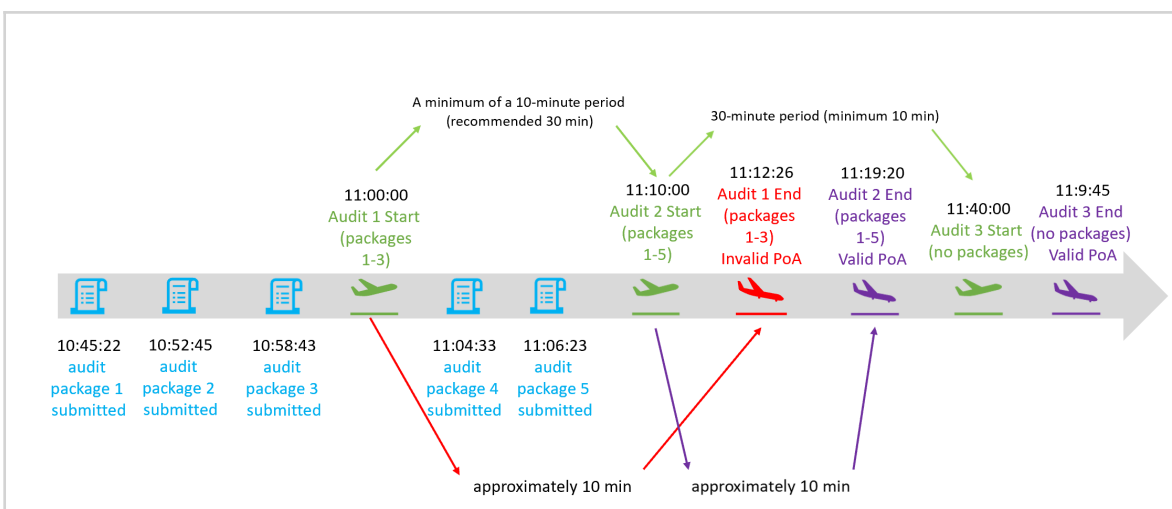 A minimum of a 10-minute period
(recommended 30 min)
30-minute period (minimum 10 min)
11:00:00
Audit 1 Start
(packages
1-3)
11:10:00
Audit 2 Start
(packages
1-5)
11:12:26
Audit 1 End
(packages
1-3)
Invalid PoA
11:19:20
Audit 2 End
(packages
1-5)
Valid PoA
11:40:00
Audit 3 Start
(no packages)
11:9:45
Audit 3 End
(no packages)
Valid PoA
10:45:22
audit
package 1
submitted
10:52:45
audit
package 2
submitted
10:58:43
audit
package 3
submitted
11:04:33
audit
package 4
submitted
11:06:23
audit
package 5
submitted
approximately 10 min
approximately 10 min